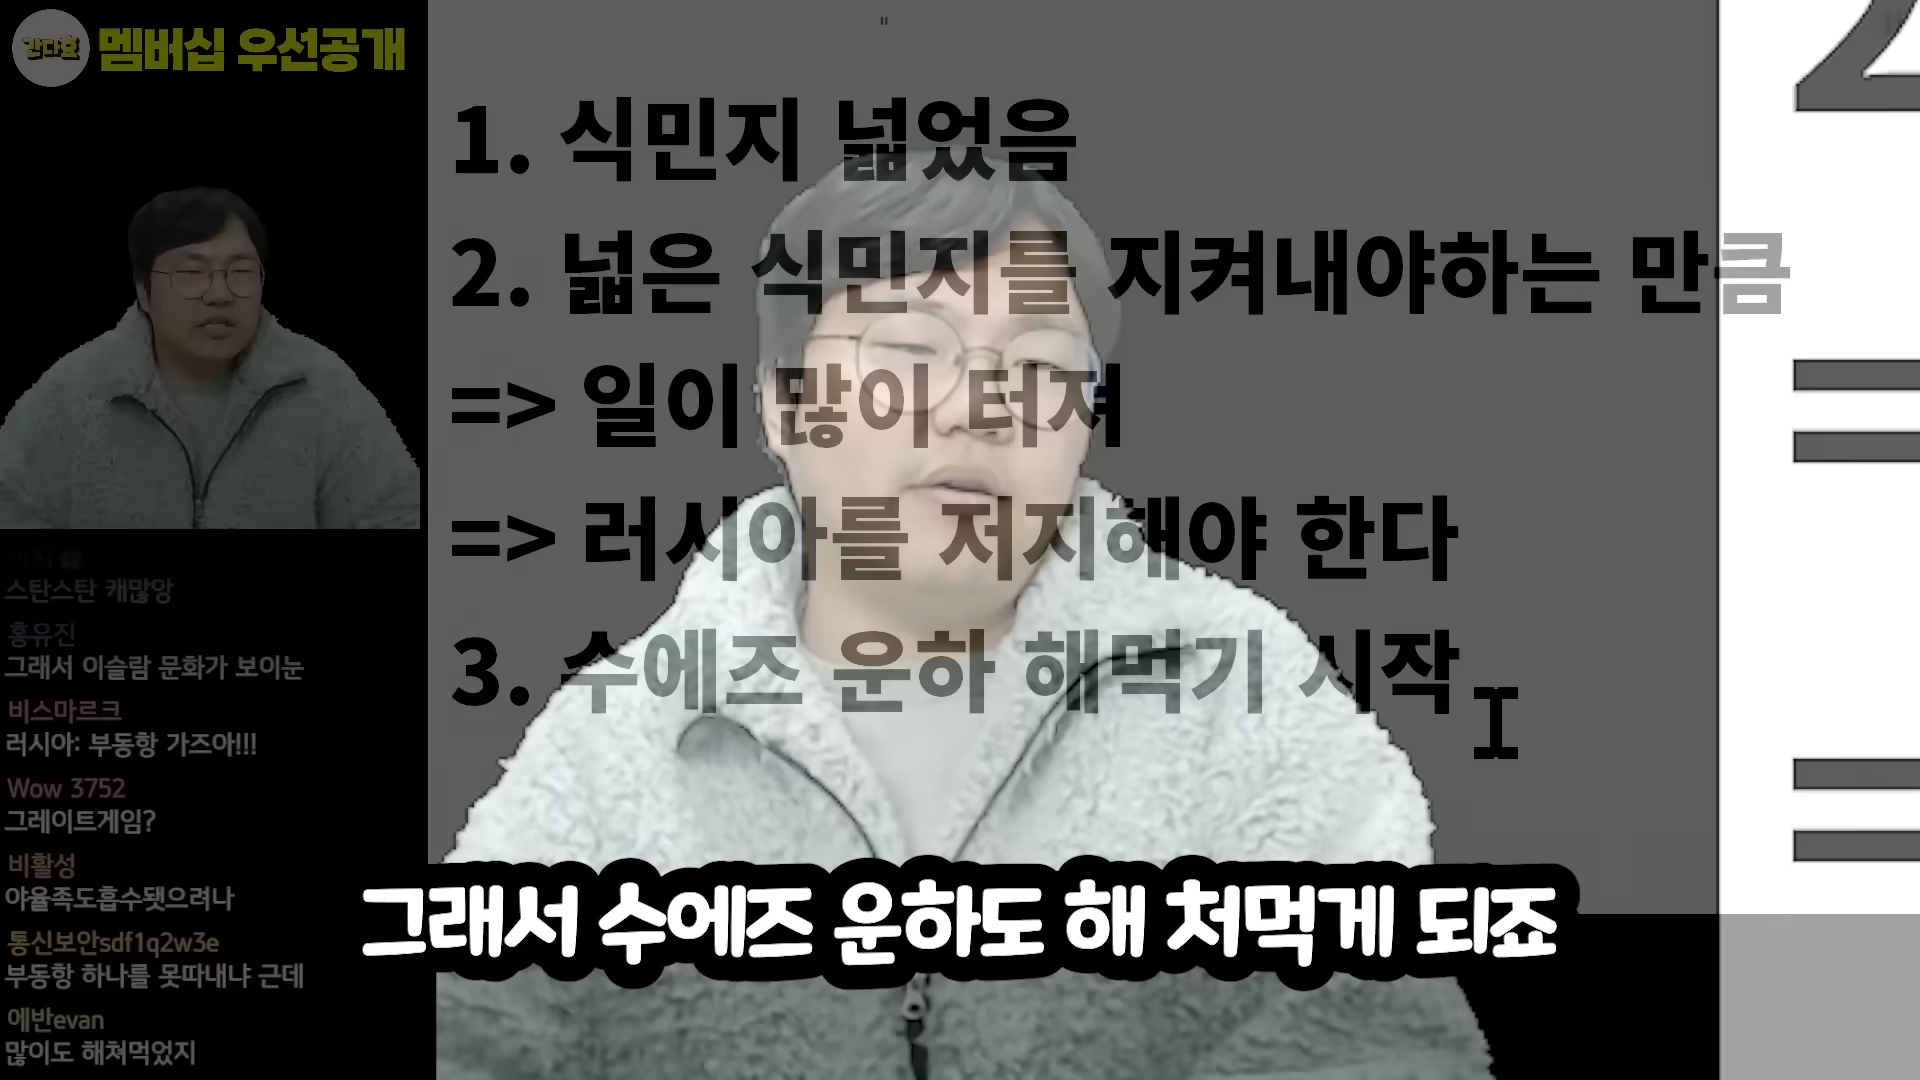 간다효 멤버십 우선공개
"
1. 식민지 넓었음
2. 넓은 식민지를 지켜내야하는 만큼
=> 일이 많이 터져
=> 러시아를 저지해야 한다
3. 수에즈 운하 해먹기 시작
스탄스탄 캐많앙
홍유진
그래서 이슬람 문화가 보이눈
비스마르크
러시아: 부동항 가즈아!!!
Wow 3752
그레이트게임?
비활성
야율족도흡수됏으려나
통신보안sdf1q2w3e
부동항 하나를 못따내냐 근데
에반evan
많이도 해쳐먹었지
그래서 수에즈 운하도 해 처먹게 되죠
2
=
=